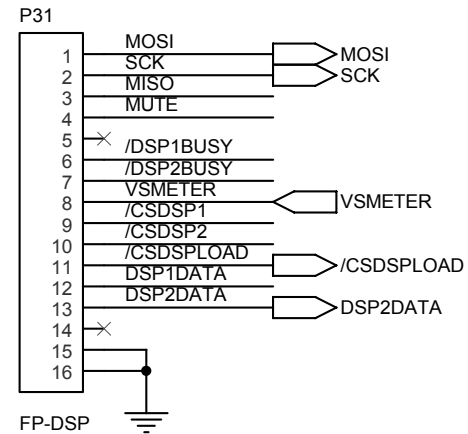 P31
1 MOSI MOSI
2 SCK SCK
3 MISO
4 MUTE
5
6 /DSP1BUSY
7 /DSP2BUSY
8 VSMETER VSMETER
9 /CSDSP1
10 /CSDSP2
11 /CSDSPLOAD /CSDSPLOAD
12 DSP1DATA
13 DSP2DATA DSP2DATA
14
15
16
FP-DSP